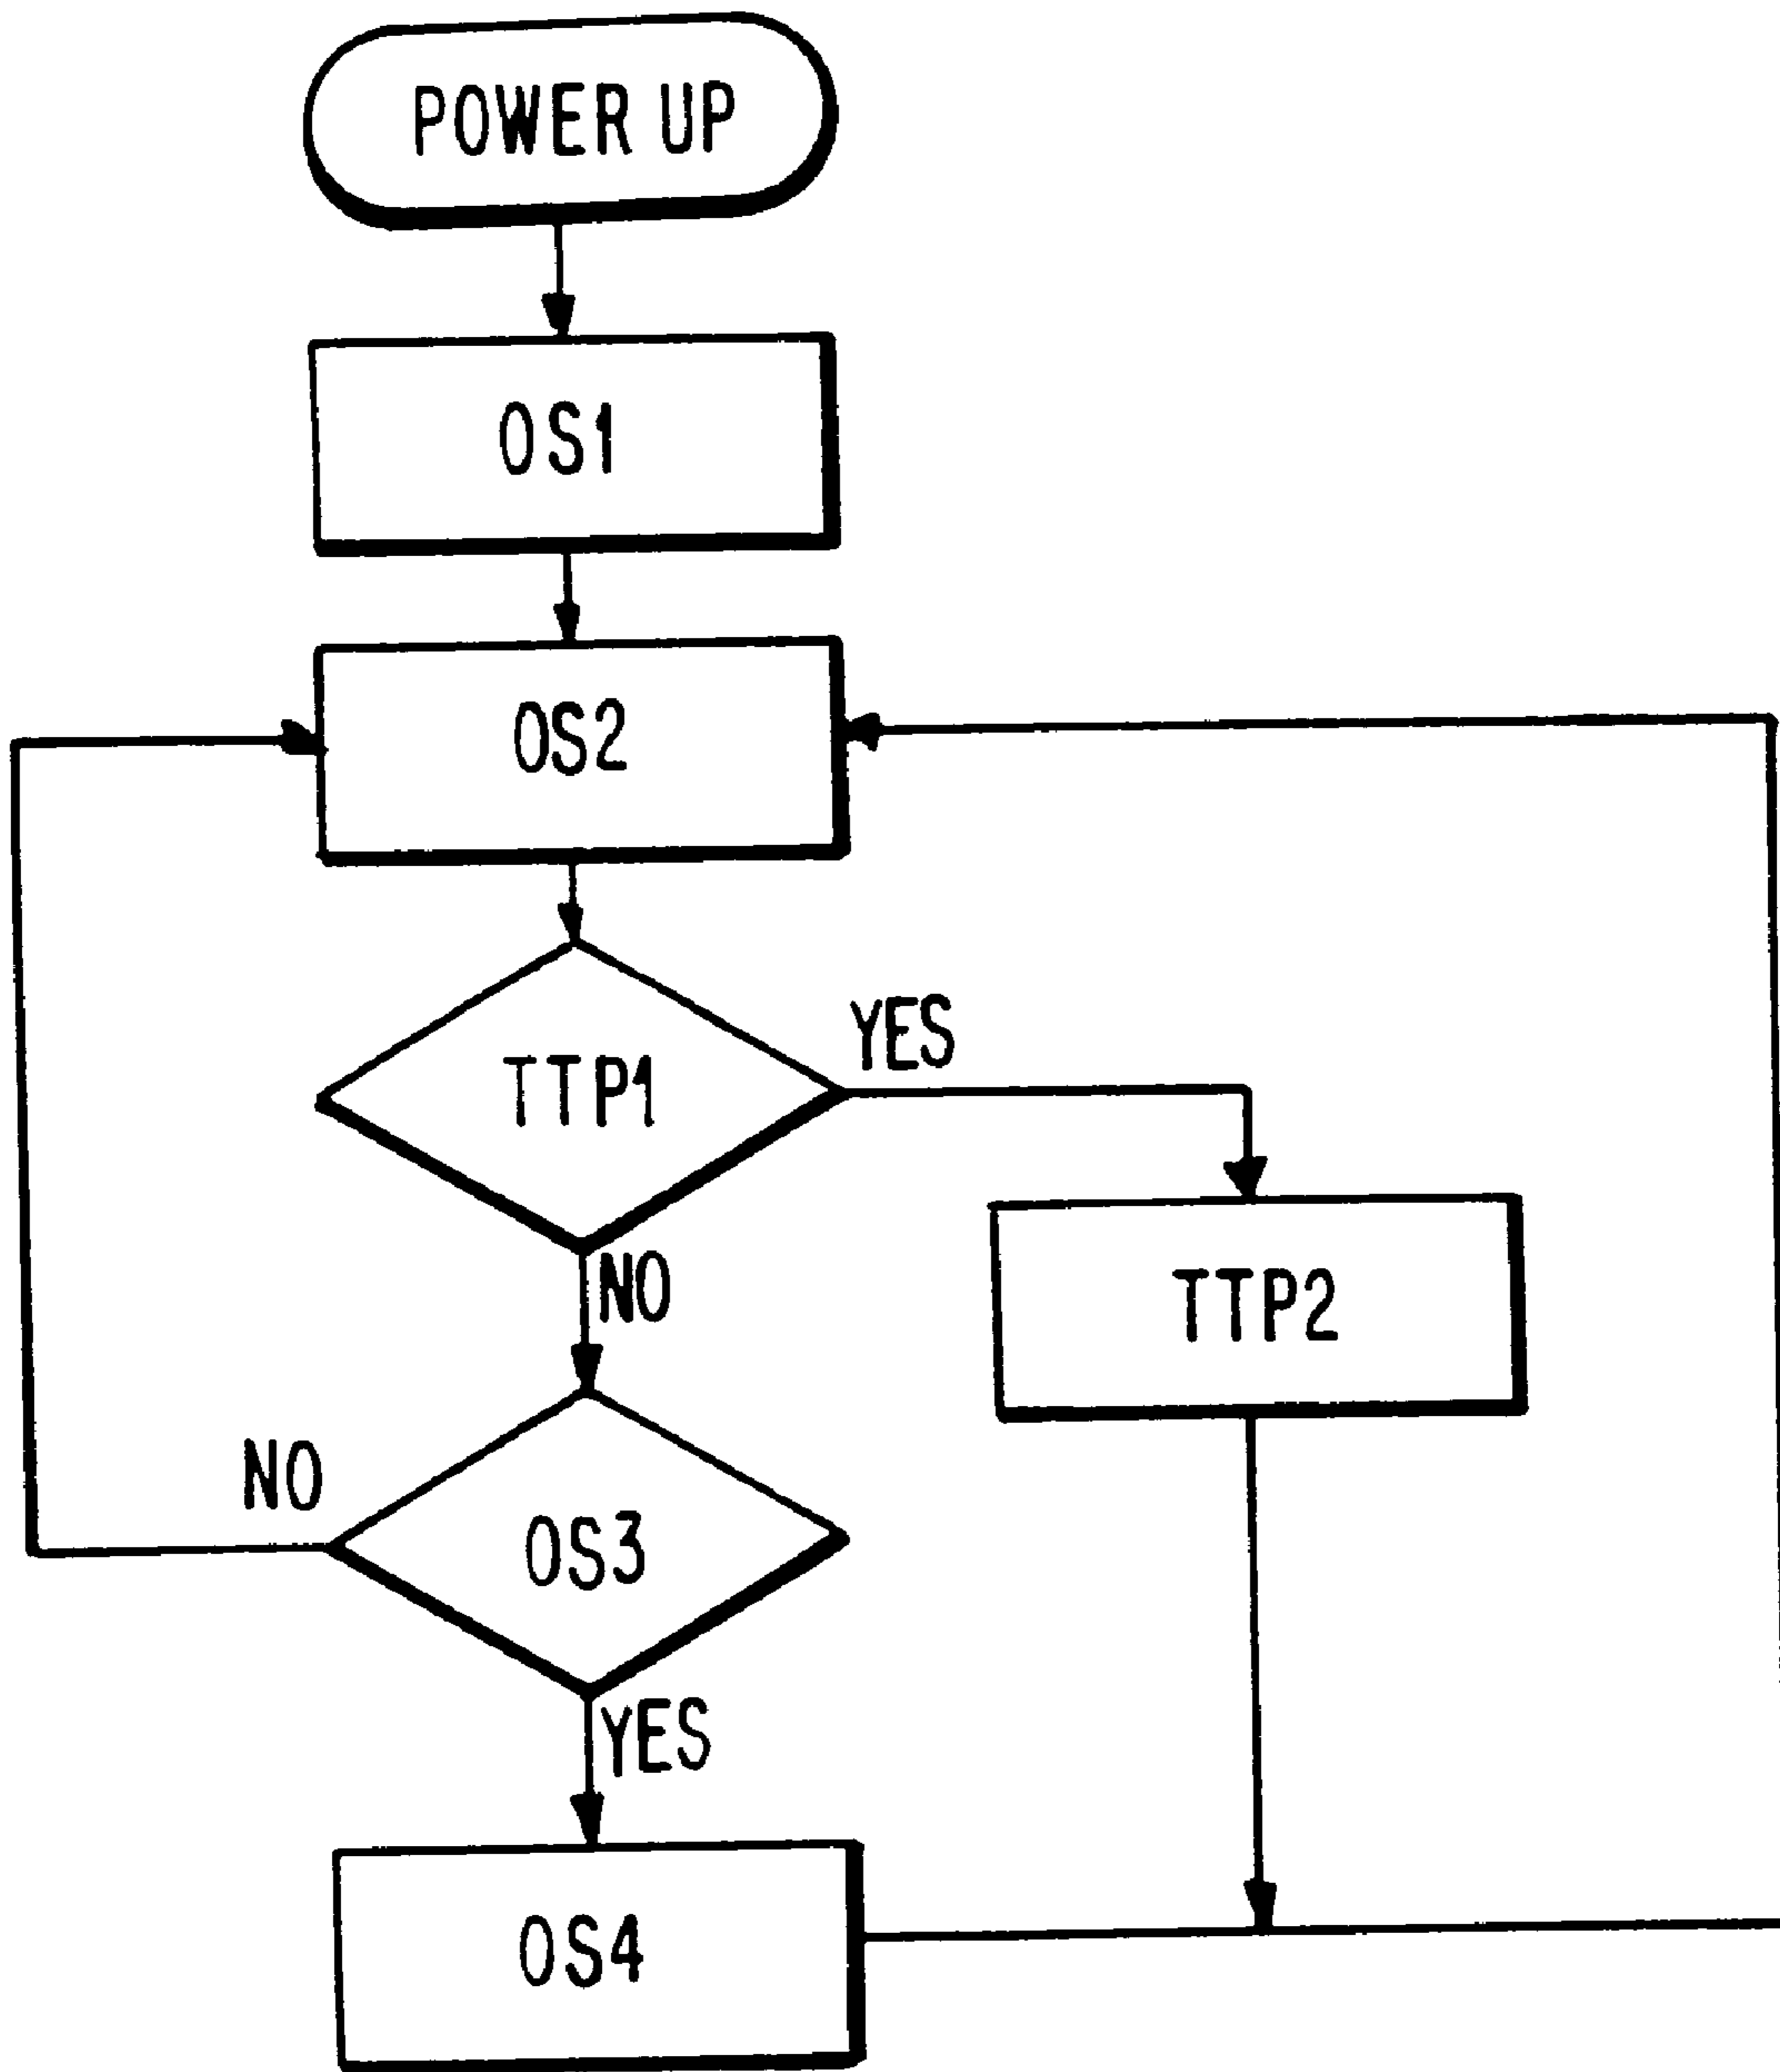 POWER UP
OS1
OS2
TTP1
YES
NO
TTP2
OS3
NO
YES
OS4